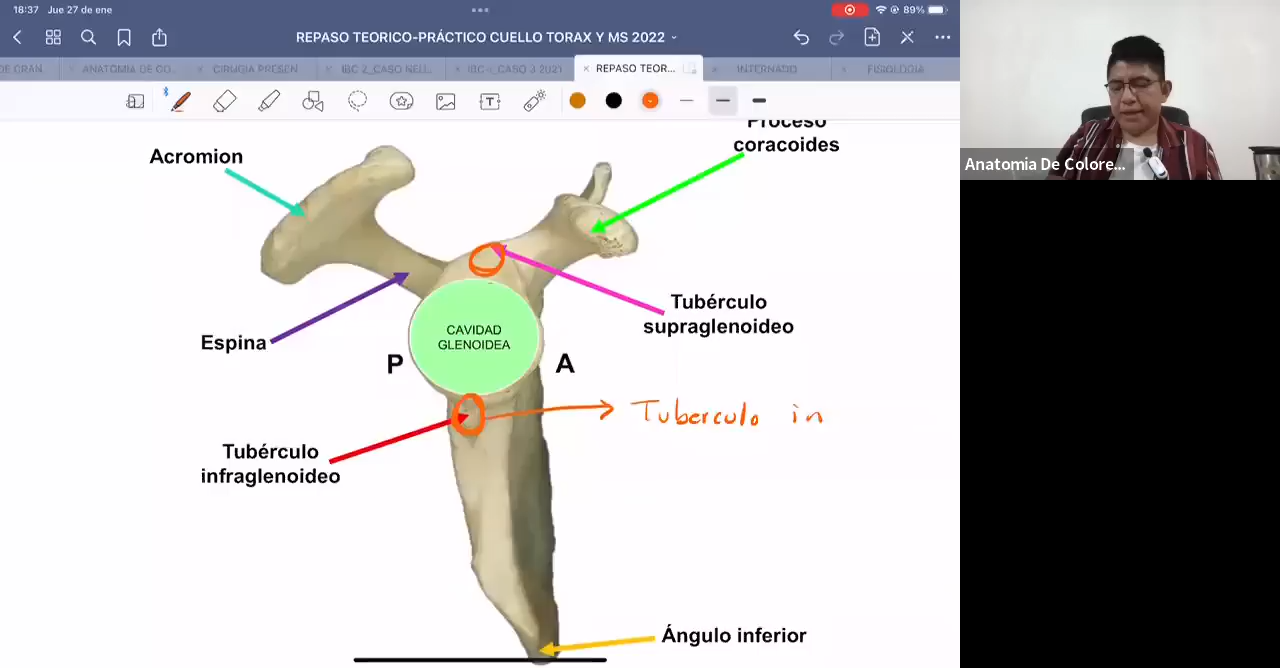 18:37 Jue 27 de ene
89%
REPASO TEORICO-PRÁCTICO CUELLO TORAX Y MS 2022
DE CRAN
ANATOMIA DE CO...
CIRUGIA PRESEN
IBC 2_CASO NELL
CASO 3 2021
REPASO TEOR...
INTERNADO
FISIOLOGIA
Proceso
coracoides
Acromion
Anatomia De Colore...
Tubérculo
supraglenoideo
CAVIDAD
GLENOIDEA
Espina
P
A
Tuberculo in
Tubérculo
infraglenoideo
Ángulo inferior